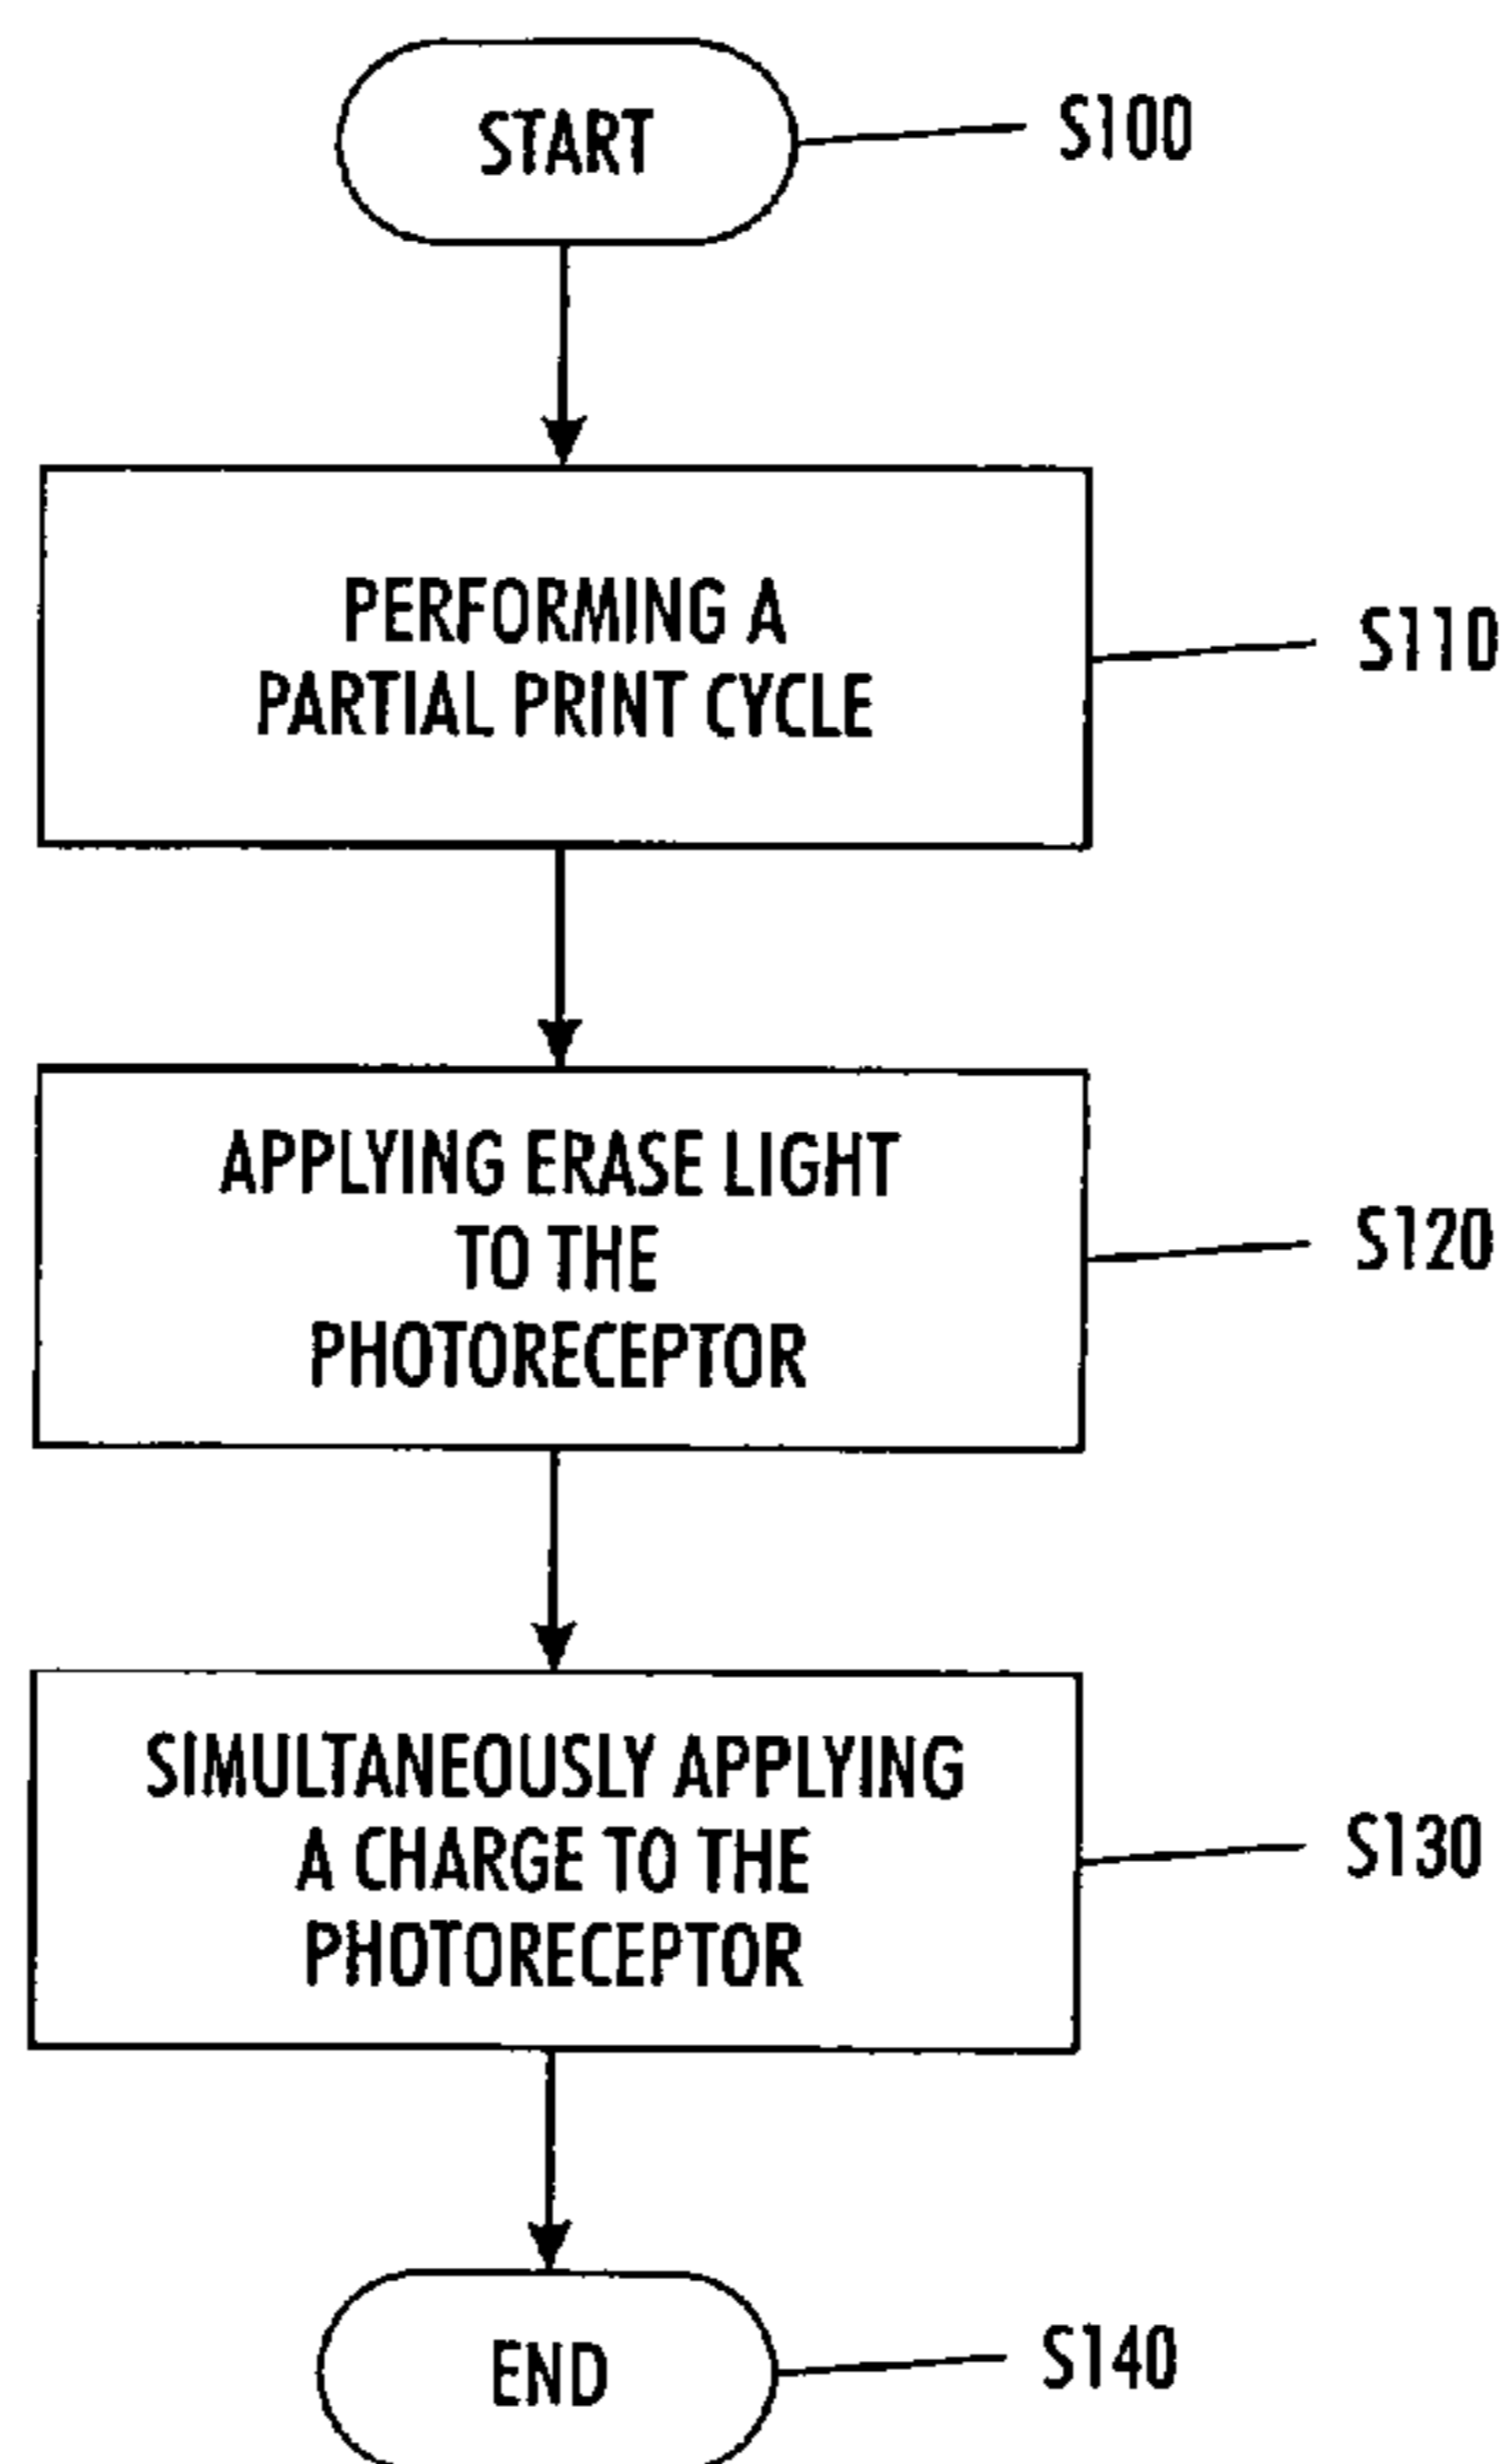 START
S100
PERFORMING A
PARTIAL PRINT CYCLE
S110
APPLYING ERASE LIGHT
TO THE
PHOTORECEPTOR
S120
SIMULTANEOUSLY APPLYING
A CHARGE TO THE
PHOTORECEPTOR
S130
END
S140